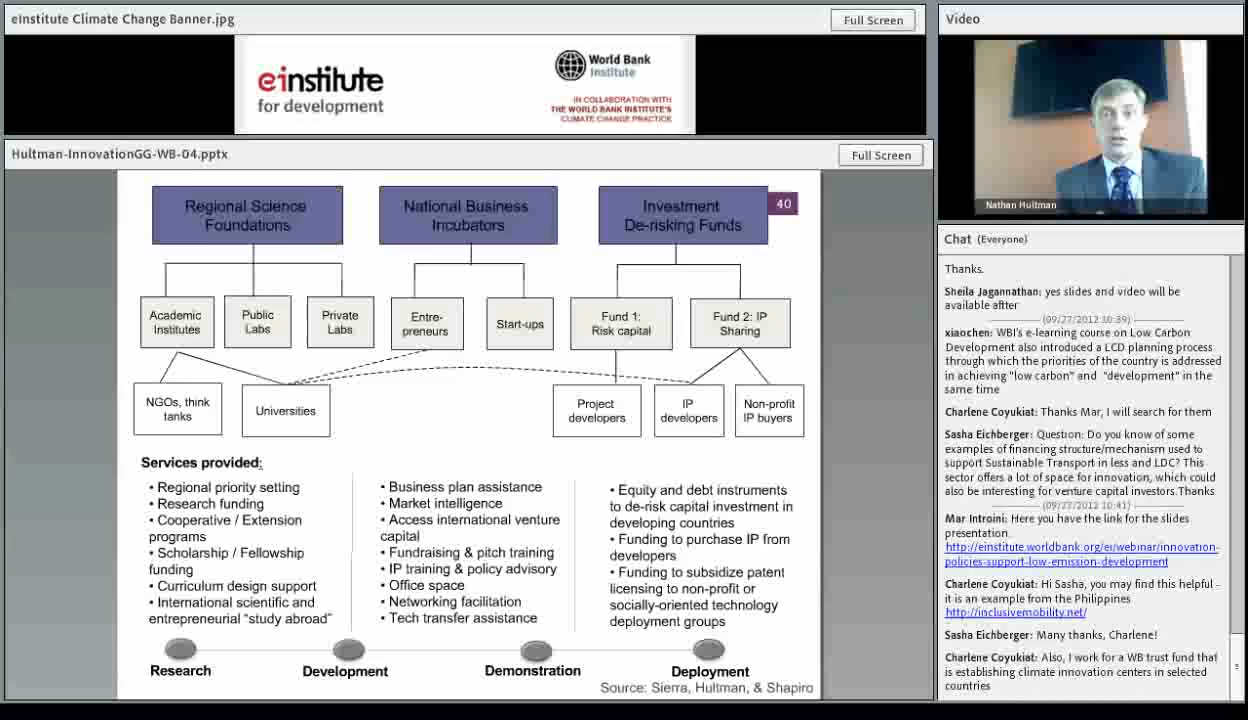 eInstitute Climate Change Banner.jpg
Full Screen
Video
einstitute
for development
World Bank
Institute
IN COLLABORATION WITH
THE WORLD BANK INSTITUTE'S
CLIMATE CHANGE PRACTICE
Nathan Hultman
Hultman-InnovationGG-WB-04.pptx
Full Screen
Regional Science
Foundations
National Business
Incubators
Investment
De-risking Funds
40
Academic
Institutes
Public
Labs
Private
Labs
Entre-
preneurs
Start-ups
Fund 1:
Risk capital
Fund 2: IP
Sharing
NGOs, think
tanks
Universities
Project
developers
IP
developers
Non-profit
IP buyers
Services provided:
• Regional priority setting
• Research funding
• Cooperative / Extension
programs
• Scholarship / Fellowship
funding
• Curriculum design support
• International scientific and
entrepreneurial “study abroad”
• Business plan assistance
• Market intelligence
• Access international venture
capital
• Fundraising & pitch training
• IP training & policy advisory
• Office space
• Networking facilitation
• Tech transfer assistance
• Equity and debt instruments
to de-risk capital investment in
developing countries
• Funding to purchase IP from
developers
• Funding to subsidize patent
licensing to non-profit or
socially-oriented technology
deployment groups
Research
Development
Demonstration
Deployment
Source: Sierra, Hultman, & Shapiro
Chat (Everyone)
Thanks.
Sheila Jagannathan: yes slides and video will be
available aftter
(09/27/2012 10:39)
xiaochen: WBI's e-learning course on Low Carbon
Development also introduced a LCD planning process
through which the priorities of the country is addressed
in achieving "low carbon" and "development" in the
same time
Charlene Coyukiat: Thanks Mar, I will search for them
Sasha Eichberger: Question: Do you know of some
examples of financing structure/mechanism used to
support Sustainable Transport in less and LDC? This
sector offers a lot of space for innovation, which could
also be interesting for venture capital investors.Thanks
(09/27/2012 10:41)
Mar Introini: Here you have the link for the slides
presentation.
http://einstitute.worldbank.org/ei/webinar/innovation-
policies-support-low-emission-development
Charlene Coyukiat: Hi Sasha, you may find this helpful -
it is an example from the Philippines
http://inclusivemobility.net/
Sasha Eichberger: Many thanks, Charlene!
Charlene Coyukiat: Also, I work for a WB trust fund that
is establishing climate innovation centers in selected
countries